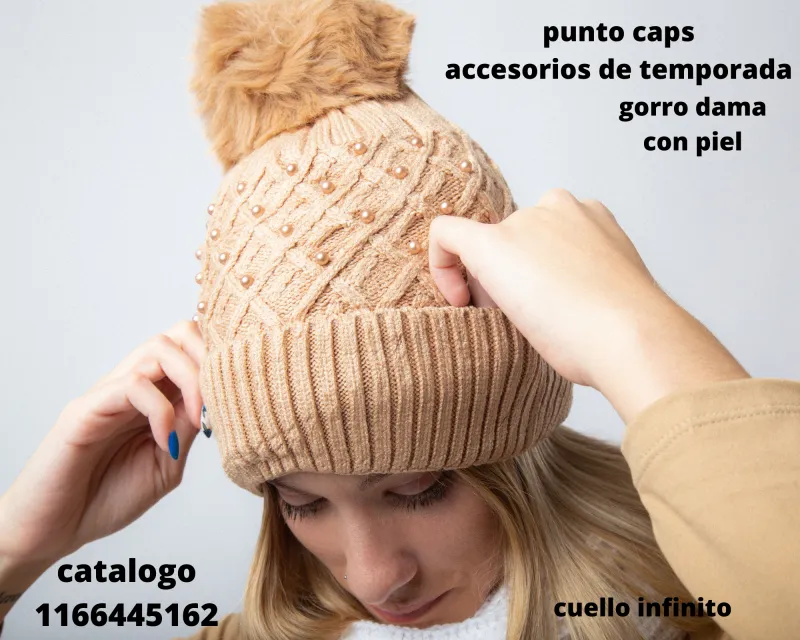 punto caps
accesorios de temporada
gorro dama
con piel
catalogo
1166445162
cuello infinito